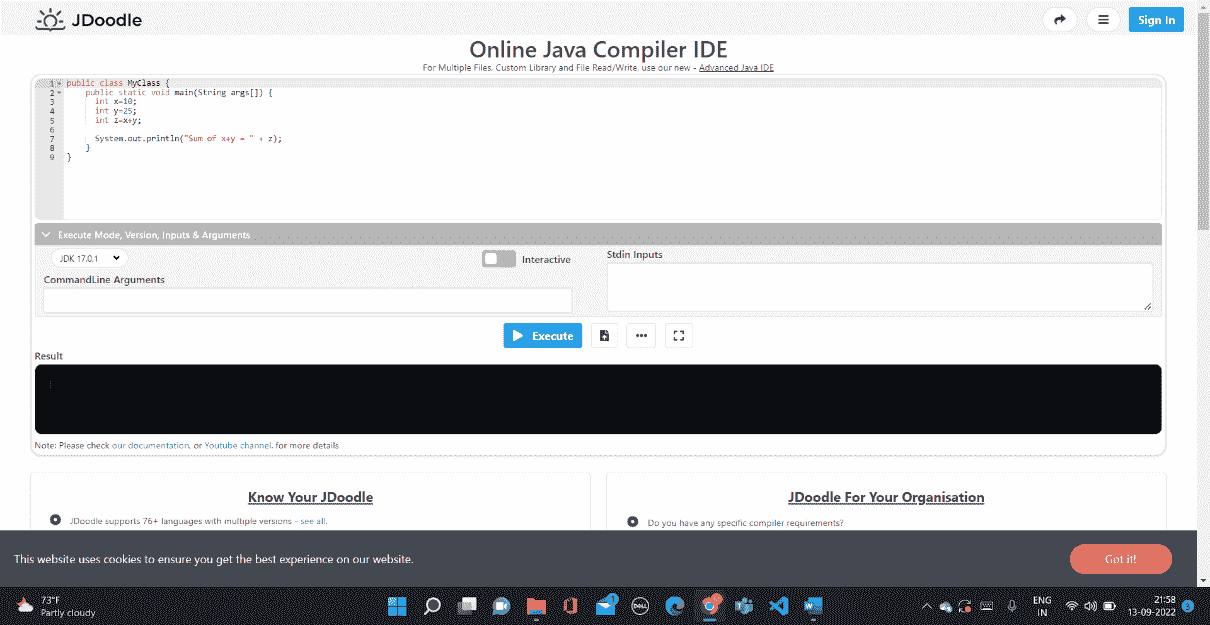 JDoodle
Sign In
Online Java Compiler IDE
For Multiple Files, Custom Library and File Read/Write, use our new - Advanced Java IDE
1 public class MyClass {
2 public static void main(String args[]) {
3 int x=10;
4 int y=25;
5 int z=x+y;
6
7 System.out.println("Sum of x+y = " + z);
8 }
9 }
Execute Mode, Version, Inputs & Arguments
JDK 17.0.1
Interactive
Stdin Inputs
CommandLine Arguments
Execute
Result
Note: Please check our documentation, or Youtube channel, for more details
Know Your JDoodle
JDoodle For Your Organisation
JDoodle supports 76+ languages with multiple versions - see all.
Do you have any specific compiler requirements?
This website uses cookies to ensure you get the best experience on our website.
Got it!
73°F
Partly cloudy
1
DELL
ENG
IN
21:58
13-09-2022
3